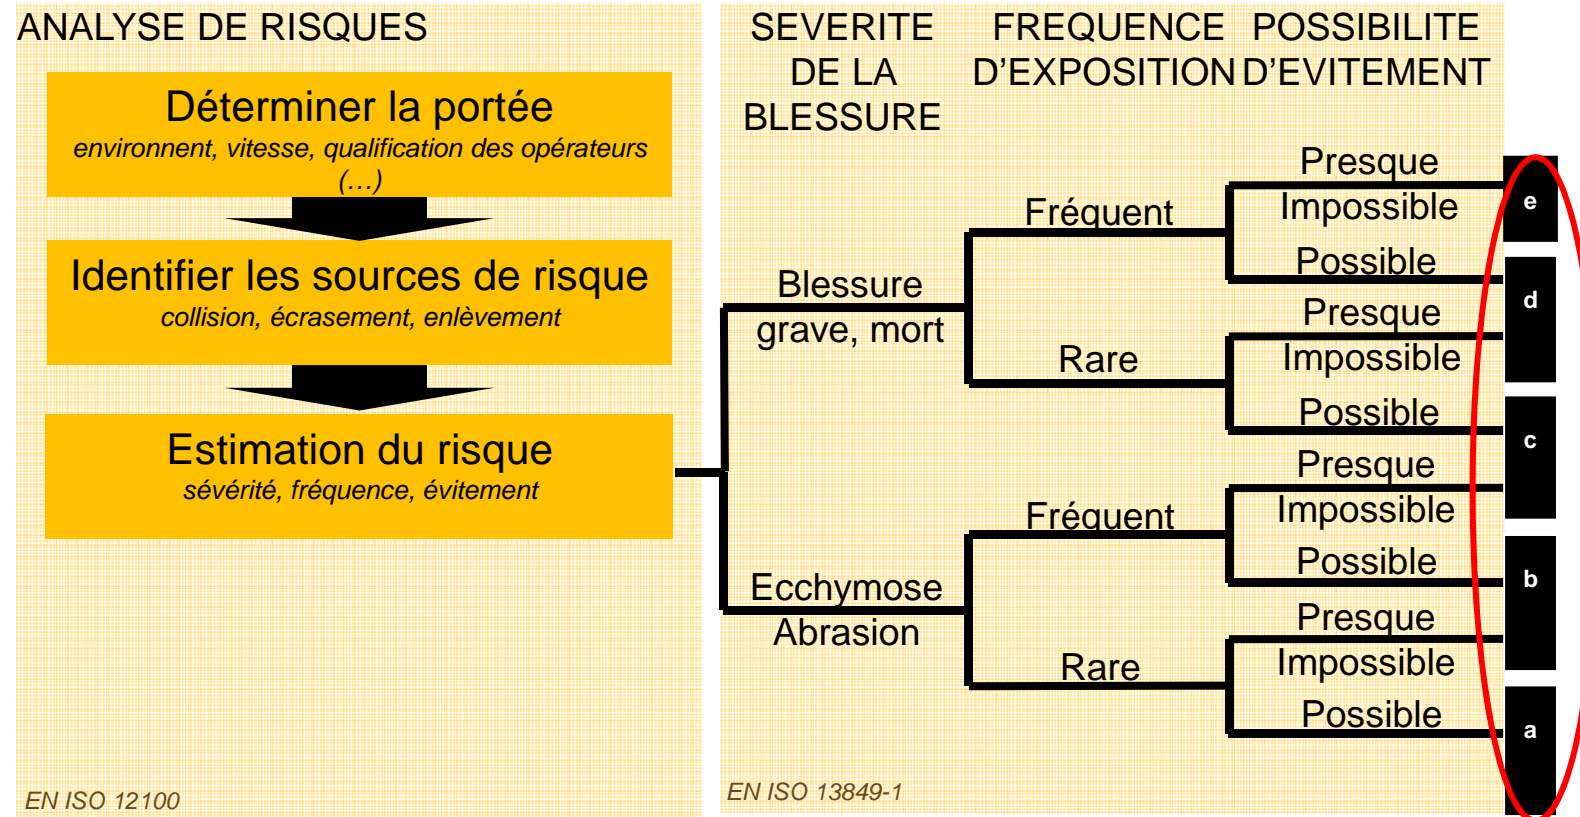 ANALYSE DE RISQUES
Déterminer la portée
environnent, vitesse, qualification des opérateurs
(...)
Identifier les sources de risque
collision, écrasement, enlèvement
Estimation du risque
sévérité, fréquence, évitement
EN ISO 12100
SEVERITE
DE LA
BLESSURE
FREQUENCE
D'EXPOSITION
POSSIBILITE
D'EVITEMENT
Blessure
grave, mort
Ecchymose
Abrasion
Fréquent
Rare
Fréquent
Rare
Presque
Impossible
Possible
Presque
Impossible
Possible
Presque
Impossible
Possible
Presque
Impossible
Possible
e
d
c
b
a
EN ISO 13849-1